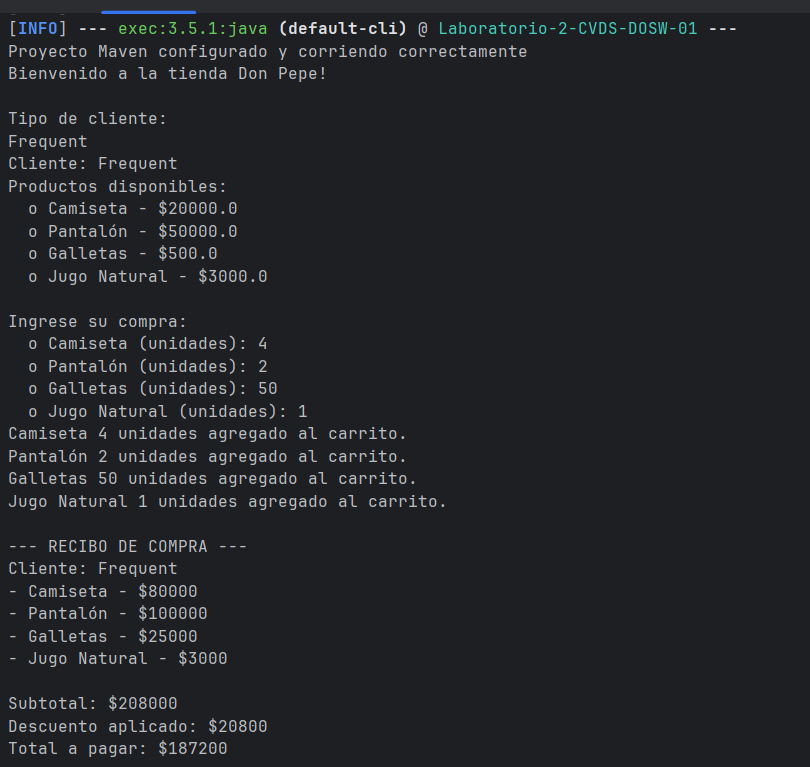 [INFO] --- exec:3.5.1:java (default-cli) @ Laboratorio-2-CVDS-DOSW-01 ---
Proyecto Maven configurado y corriendo correctamente
Bienvenido a la tienda Don Pepe!
Tipo de cliente:
Frequent
Cliente: Frequent
Productos disponibles:
o Camiseta - $20000.0
o Pantalón - $50000.0
o Galletas - $500.0
o Jugo Natural - $3000.0
Ingrese su compra:
o Camiseta (unidades): 4
o Pantalón (unidades): 2
o Galletas (unidades): 50
o Jugo Natural (unidades): 1
Camiseta 4 unidades agregado al carrito.
Pantalón 2 unidades agregado al carrito.
Galletas 50 unidades agregado al carrito.
Jugo Natural 1 unidades agregado al carrito.
--- RECIBO DE COMPRA ---
Cliente: Frequent
- Camiseta - $80000
- Pantalón - $100000
- Galletas - $25000
- Jugo Natural - $3000
Subtotal: $208000
Descuento aplicado: $20800
Total a pagar: $187200